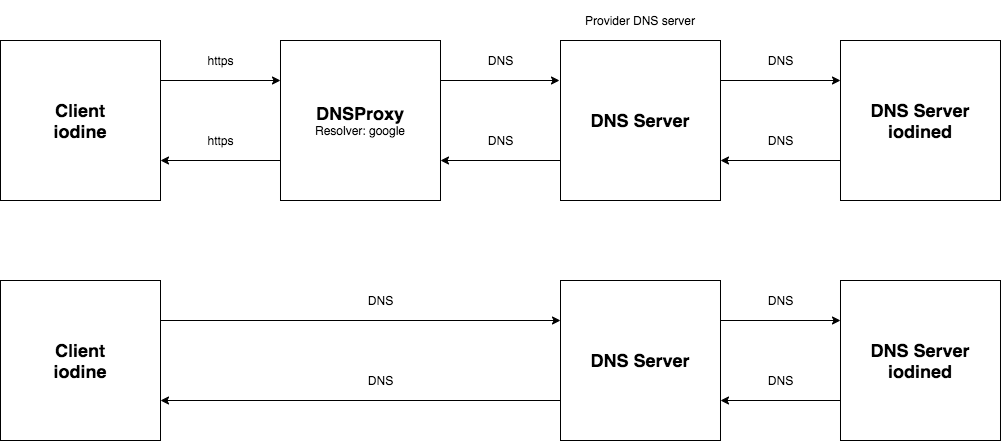 Provider DNS server
https
DNS
DNS
Client
iodine
DNSProxy
Resolver: google
DNS Server
DNS Server
iodined
https
DNS
DNS
DNS
DNS
Client
iodine
DNS Server
DNS Server
iodined
DNS
DNS